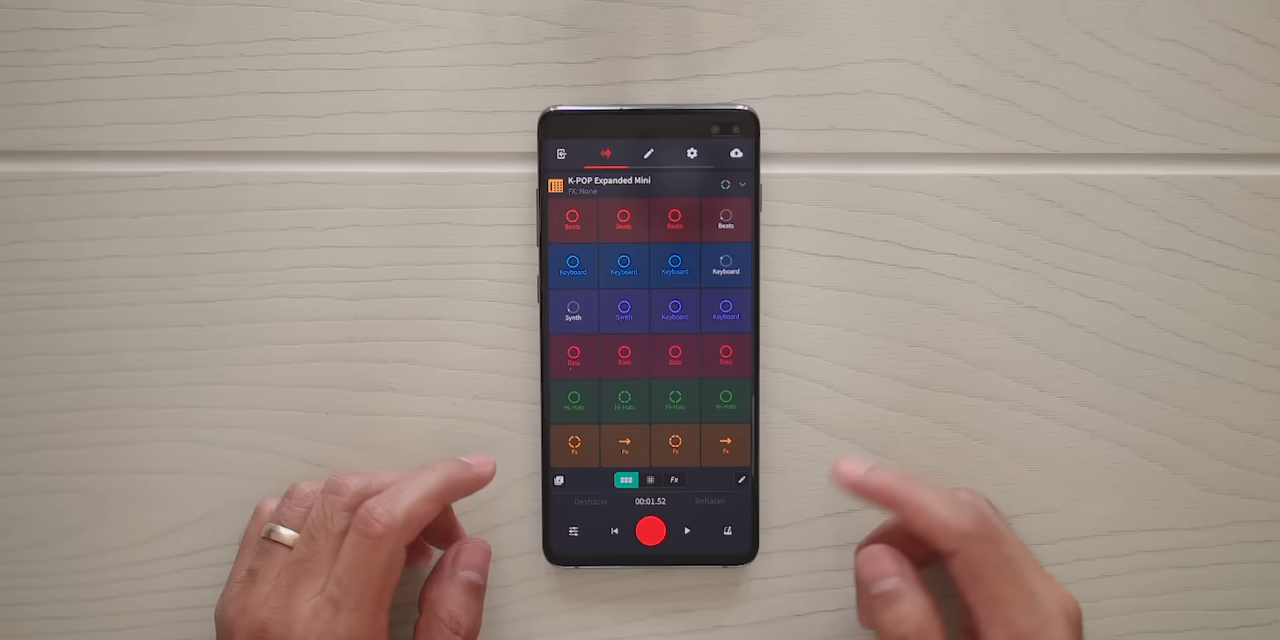 K-POP Expanded Mini
FX: None
Beats Beats Beats Beats
Keyboard Keyboard Keyboard Keyboard
Synth Synth Keyboard Keyboard
Bass Bass Bass Bass
Hi-Hats Hi-Hats Hi-Hats Hi-Hats
Fx Fx Fx Fx
Fx
Deshacer 00:01.52 Rehacer